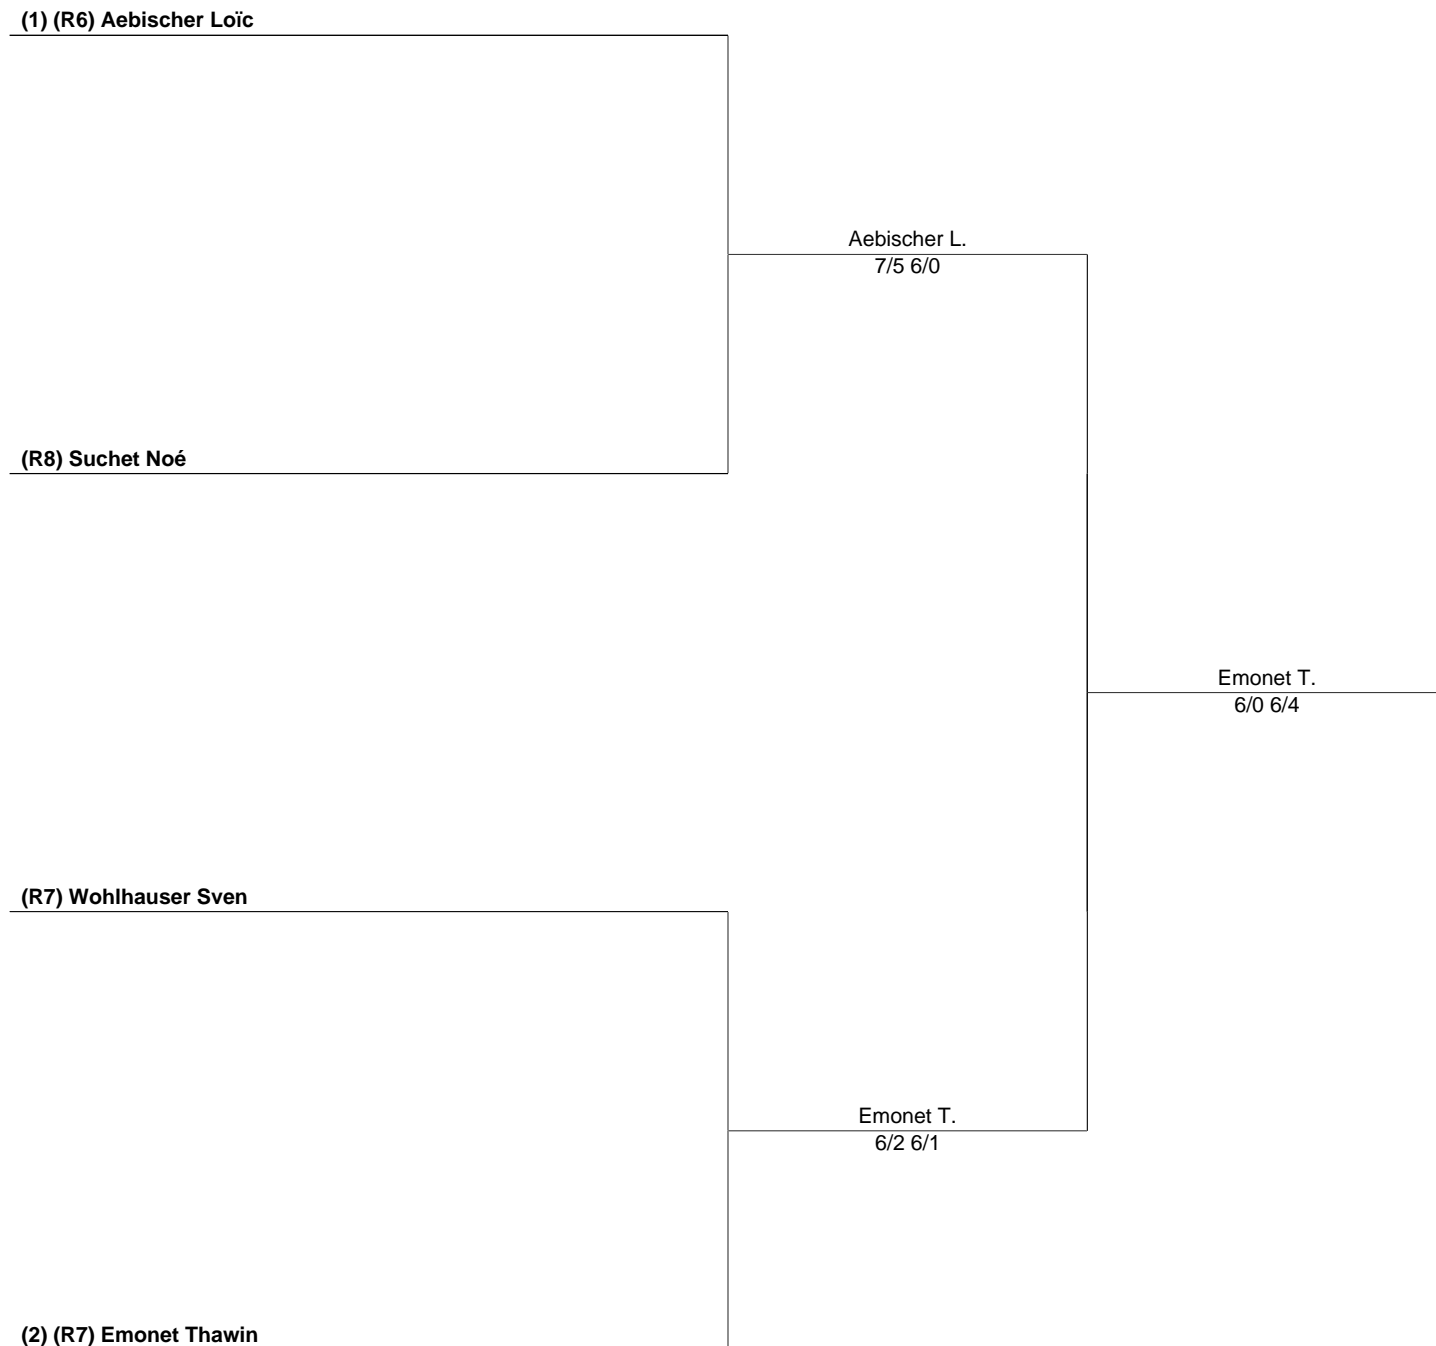 (1) (R6) Aebischer Loïc
Aebischer L.
7/5 6/0
(R8) Suchet Noé
Emonet T.
6/0 6/4
(R7) Wohlhauser Sven
Emonet T.
6/2 6/1
(2) (R7) Emonet Thawin